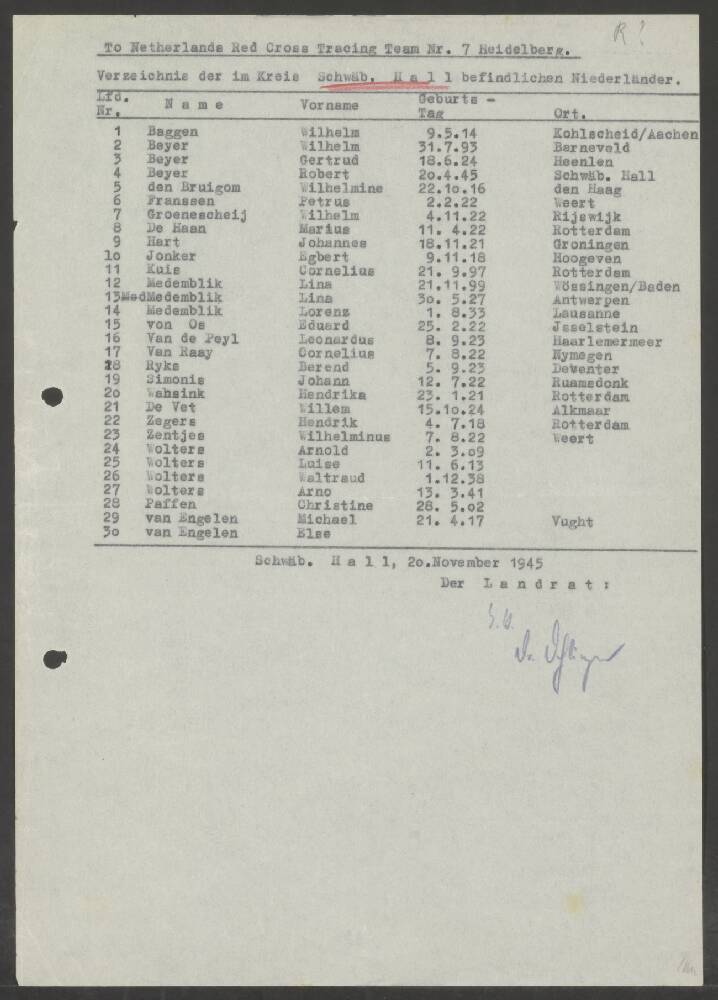 R ?
To Netherlands Red Cross Tracing Team Nr. 7 Heidelberg.
Verzeichnis der im Kreis Schwäb. H a l l befindlichen Niederländer.
Lfd. Nr. N a m e Vorname Geburts - Tag Ort.
1 Baggen Wilhelm 9.5.14 Kohlscheid/Aachen
2 Beyer Wilhelm 31.7.93 Barneveld
3 Beyer Gertrud 18.6.24 Heenlen
4 Beyer Robert 2o.4.45 Schwäb. Hall
5 den Bruigom Wilhelmine 22.1o.16 den Haag
6 Franssen Petrus 2.2.22 Weert
7 Groenescheij Wilhelm 4.11.22 Rijswijk
8 De Haan Marius 11. 4.22 Rotterdam
9 Hart Johannes 18.11.21 Groningen
1o Jonker Egbert 9.11.18 Hoogeven
11 Kuis Cornelius 21. 9.97 Rotterdam
12 Medemblik Lina 21.11.99 Wössingen/Baden
13 Medemblik Lina 3o. 5.27 Antwerpen
14 Medemblik Lorenz 1. 8.33 Lausanne
15 von Os Eduard 25. 2.22 Jsselstein
16 Van de Peyl Leonardus 8. 9.23 Haarlemermeer
17 Van Raay Cornelius 7. 8.22 Nymegen
18 Ryks Berend 5. 9.23 Deventer
19 Simonis Johann 12. 7.22 Ruamsdonk
2o Wahsink Hendrika 23. 1.21 Rotterdam
21 De Vet Willem 15.1o.24 Alkmaar
22 Zegers Hendrik 4. 7.18 Rotterdam
23 Zentjes Wilhelminus 7. 8.22 Weert
24 Wolters Arnold 2. 3.o9
25 Wolters Luise 11. 6.13
26 Wolters Waltraud 1.12.38
27 Wolters Arno 13. 3.41
28 Paffen Christine 28. 5.o2
29 van Engelen Michael 21. 4.17 Vught
3o van Engelen Else
Schwäb. H a l l, 2o.November 1945
Der L a n d r a t :